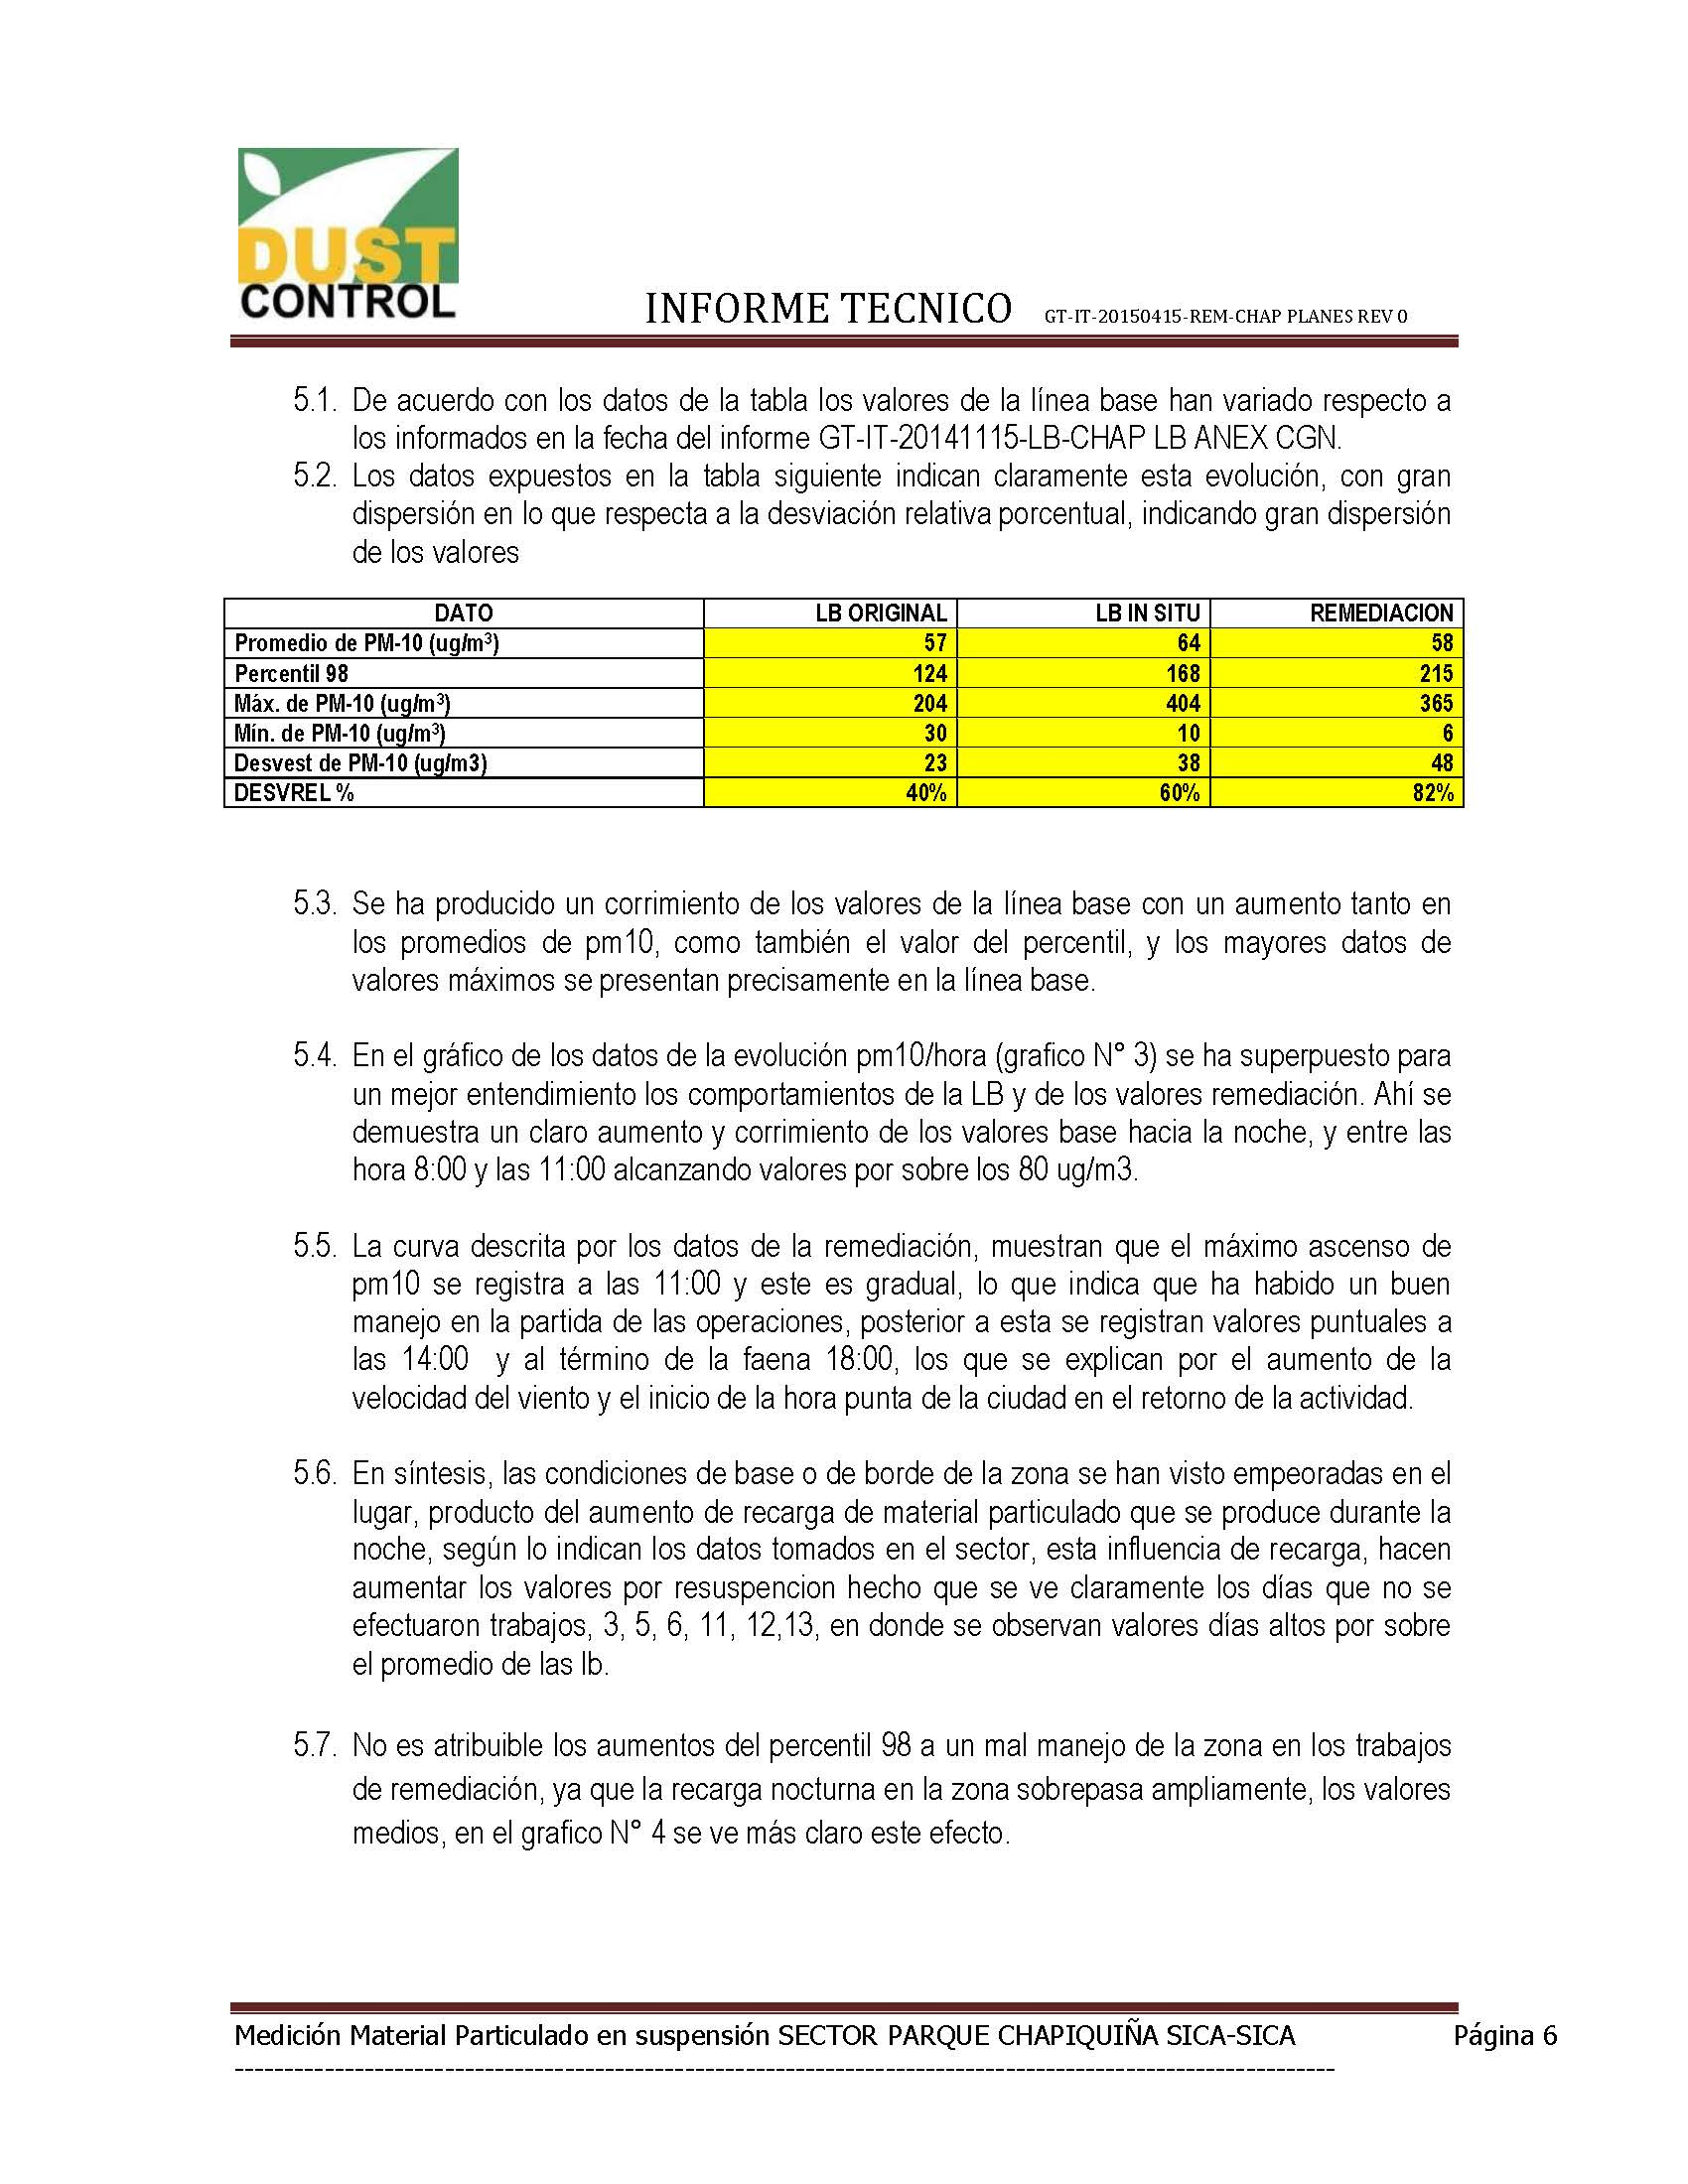 DUST
CONTROL
INFORME TECNICO GT-IT-20150415-REM-CHAP PLANES REV 0
5.1. De acuerdo con los datos de la tabla los valores de la línea base han variado respecto a
los informados en la fecha del informe GT-IT-20141115-LB-CHAP LB ANEX CGN.
5.2. Los datos expuestos en la tabla siguiente indican claramente esta evolución, con gran
dispersión en lo que respecta a la desviación relativa porcentual, indicando gran dispersión
de los valores
DATO LB ORIGINAL LB IN SITU REMEDIACION
Promedio de PM-10 (ug/m³) 57 64 58
Percentil 98 124 168 215
Máx. de PM-10 (ug/m³) 204 404 365
Mín. de PM-10 (ug/m³) 30 10 6
Desvest de PM-10 (ug/m3) 23 38 48
DESVREL % 40% 60% 82%
5.3. Se ha producido un corrimiento de los valores de la línea base con un aumento tanto en
los promedios de pm10, como también el valor del percentil, y los mayores datos de
valores máximos se presentan precisamente en la línea base.
5.4. En el gráfico de los datos de la evolución pm10/hora (grafico N° 3) se ha superpuesto para
un mejor entendimiento los comportamientos de la LB y de los valores remediación. Ahí se
demuestra un claro aumento y corrimiento de los valores base hacia la noche, y entre las
hora 8:00 y las 11:00 alcanzando valores por sobre los 80 ug/m3.
5.5. La curva descrita por los datos de la remediación, muestran que el máximo ascenso de
pm10 se registra a las 11:00 y este es gradual, lo que indica que ha habido un buen
manejo en la partida de las operaciones, posterior a esta se registran valores puntuales a
las 14:00 y al término de la faena 18:00, los que se explican por el aumento de la
velocidad del viento y el inicio de la hora punta de la ciudad en el retorno de la actividad.
5.6. En síntesis, las condiciones de base o de borde de la zona se han visto empeoradas en el
lugar, producto del aumento de recarga de material particulado que se produce durante la
noche, según lo indican los datos tomados en el sector, esta influencia de recarga, hacen
aumentar los valores por resuspencion hecho que se ve claramente los días que no se
efectuaron trabajos, 3, 5, 6, 11, 12,13, en donde se observan valores días altos por sobre
el promedio de las lb.
5.7. No es atribuible los aumentos del percentil 98 a un mal manejo de la zona en los trabajos
de remediación, ya que la recarga nocturna en la zona sobrepasa ampliamente, los valores
medios, en el grafico N° 4 se ve más claro este efecto.
Medición Material Particulado en suspensión SECTOR PARQUE CHAPIQUIÑA SICA-SICA Página 6
--------------------------------------------------------------------------------------------------------------